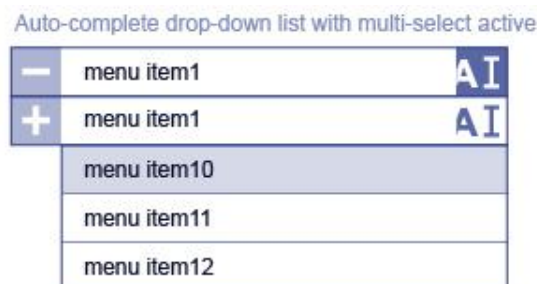 Auto-complete drop-down list with multi-select active
− menu item1 AI
+ menu item1 AI
menu item10
menu item11
menu item12